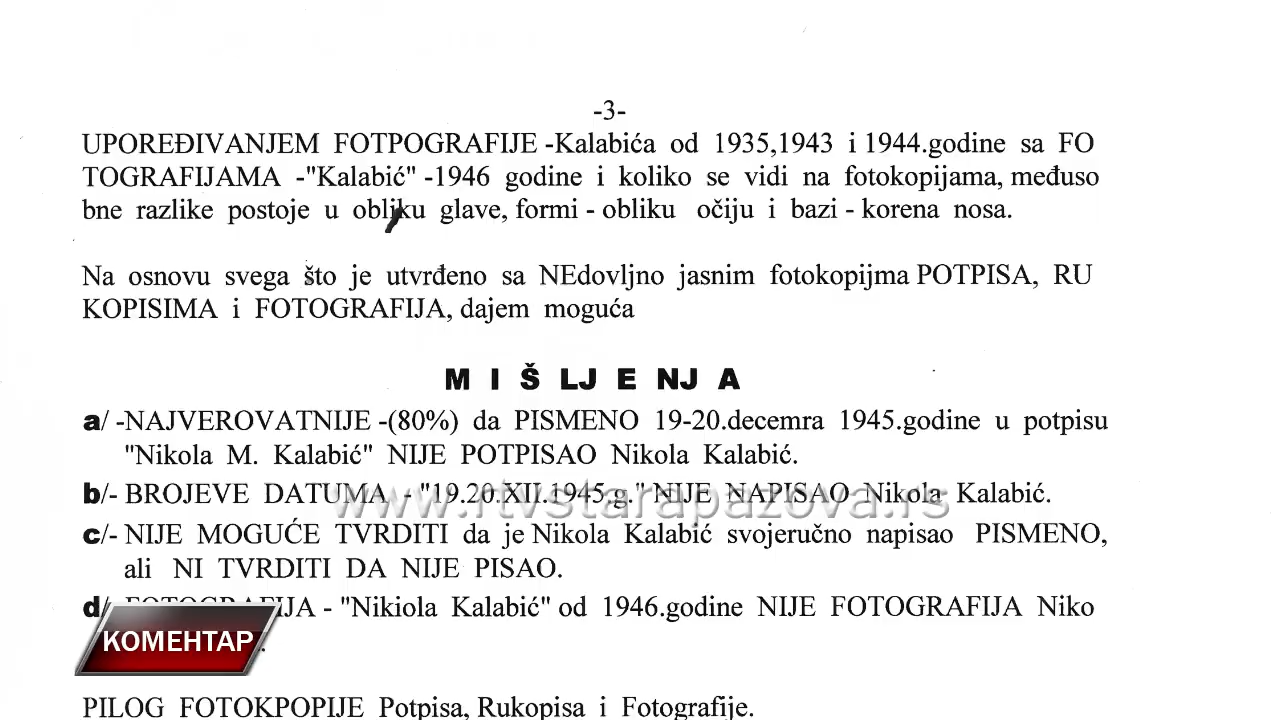 -3-
UPOREĐIVANJEM FOTPOGRAFIJE -Kalabića od 1935,1943 i 1944.godine sa FO
TOGRAFIJAMA -"Kalabić" -1946 godine i koliko se vidi na fotokopijama, međuso
bne razlike postoje u obliku glave, formi - obliku očiju i bazi - korena nosa.
Na osnovu svega što je utvrđeno sa NEdovljno jasnim fotokopijma POTPISA, RU
KOPISIMA i FOTOGRAFIJA, dajem moguća
M I Š LJ E NJ A
a/ -NAJVEROVATNIJE -(80%) da PISMENO 19-20.decemra 1945.godine u potpisu
"Nikola M. Kalabić" NIJE POTPISAO Nikola Kalabić.
b/- BROJEVE DATUMA - "19.20.XII.1945.g." NIJE NAPISAO Nikola Kalabić.
www.rtvstarapazova.rs
c/- NIJE MOGUĆE TVRDITI da je Nikola Kalabić svojeručno napisao PISMENO,
ali NI TVRDITI DA NIJE PISAO.
d/ FOTOGRAFIJA - "Nikiola Kalabić" od 1946.godine NIJE FOTOGRAFIJA Niko
КОМЕНТАР
PILOG FOTOKPOPIJE Potpisa, Rukopisa i Fotografije.